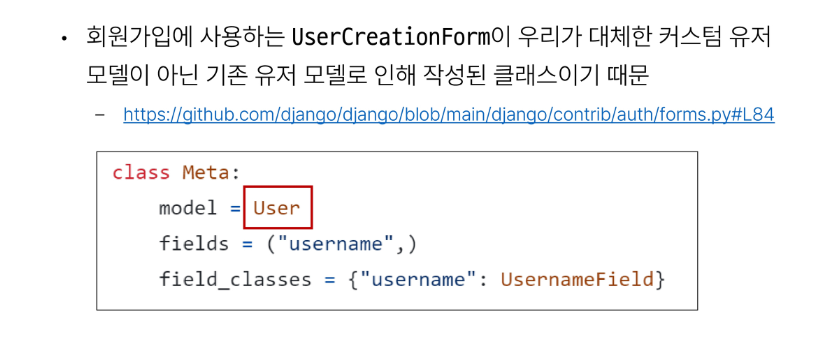 • 회원가입에 사용하는 UserCreationForm이 우리가 대체한 커스텀 유저
모델이 아닌 기존 유저 모델로 인해 작성된 클래스이기 때문
– https://github.com/django/django/blob/main/django/contrib/auth/forms.py#L84
class Meta:
    model = User
    fields = ("username",)
    field_classes = {"username": UsernameField}